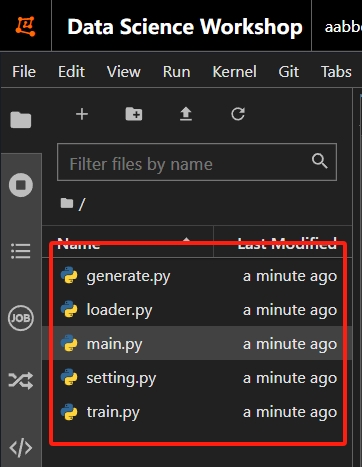 Data Science Workshop aabb
File Edit View Run Kernel Git Tabs
Filter files by name
/
Name Last Modified
generate.py a minute ago
loader.py a minute ago
JOB
main.py a minute ago
setting.py a minute ago
train.py a minute ago